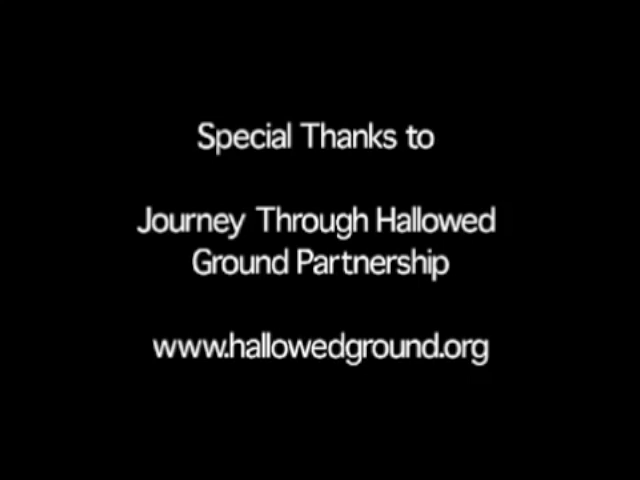 Special Thanks to
Journey Through Hallowed
Ground Partnership
www.hallowedground.org